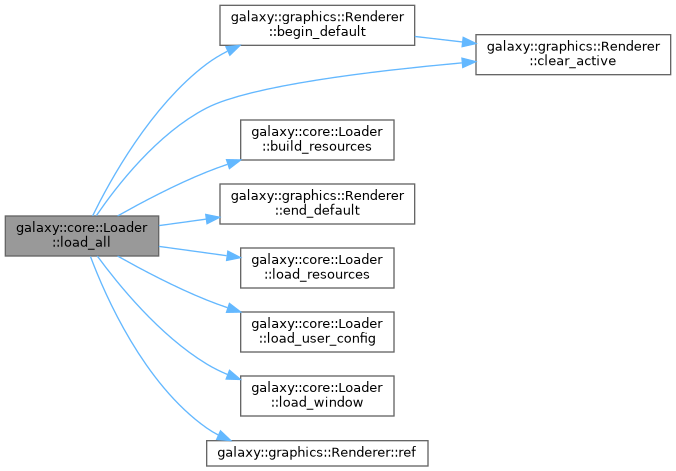 galaxy::core::Loader
::load_all
galaxy::graphics::Renderer
::begin_default
galaxy::graphics::Renderer
::clear_active
galaxy::core::Loader
::build_resources
galaxy::graphics::Renderer
::end_default
galaxy::core::Loader
::load_resources
galaxy::core::Loader
::load_user_config
galaxy::core::Loader
::load_window
galaxy::graphics::Renderer::ref